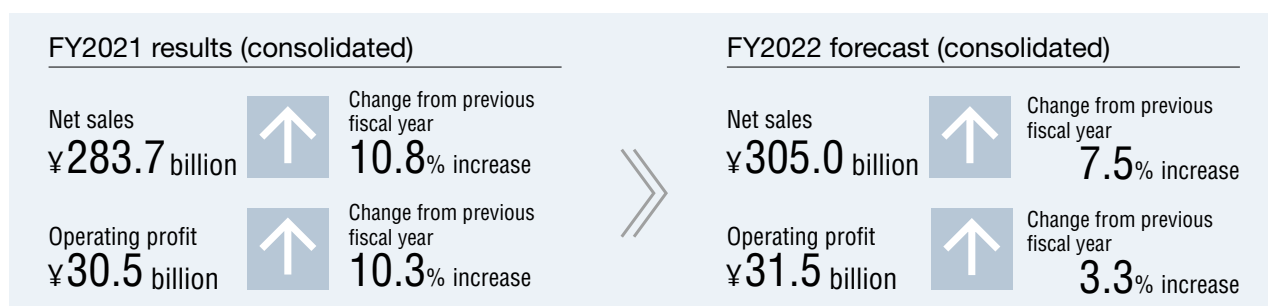 FY2021 results (consolidated)
Net sales
¥283.7 billion
Change from previous
fiscal year
10.8% increase
Operating profit
¥30.5 billion
Change from previous
fiscal year
10.3% increase
FY2022 forecast (consolidated)
Net sales
¥305.0 billion
Change from previous
fiscal year
7.5% increase
Operating profit
¥31.5 billion
Change from previous
fiscal year
3.3% increase